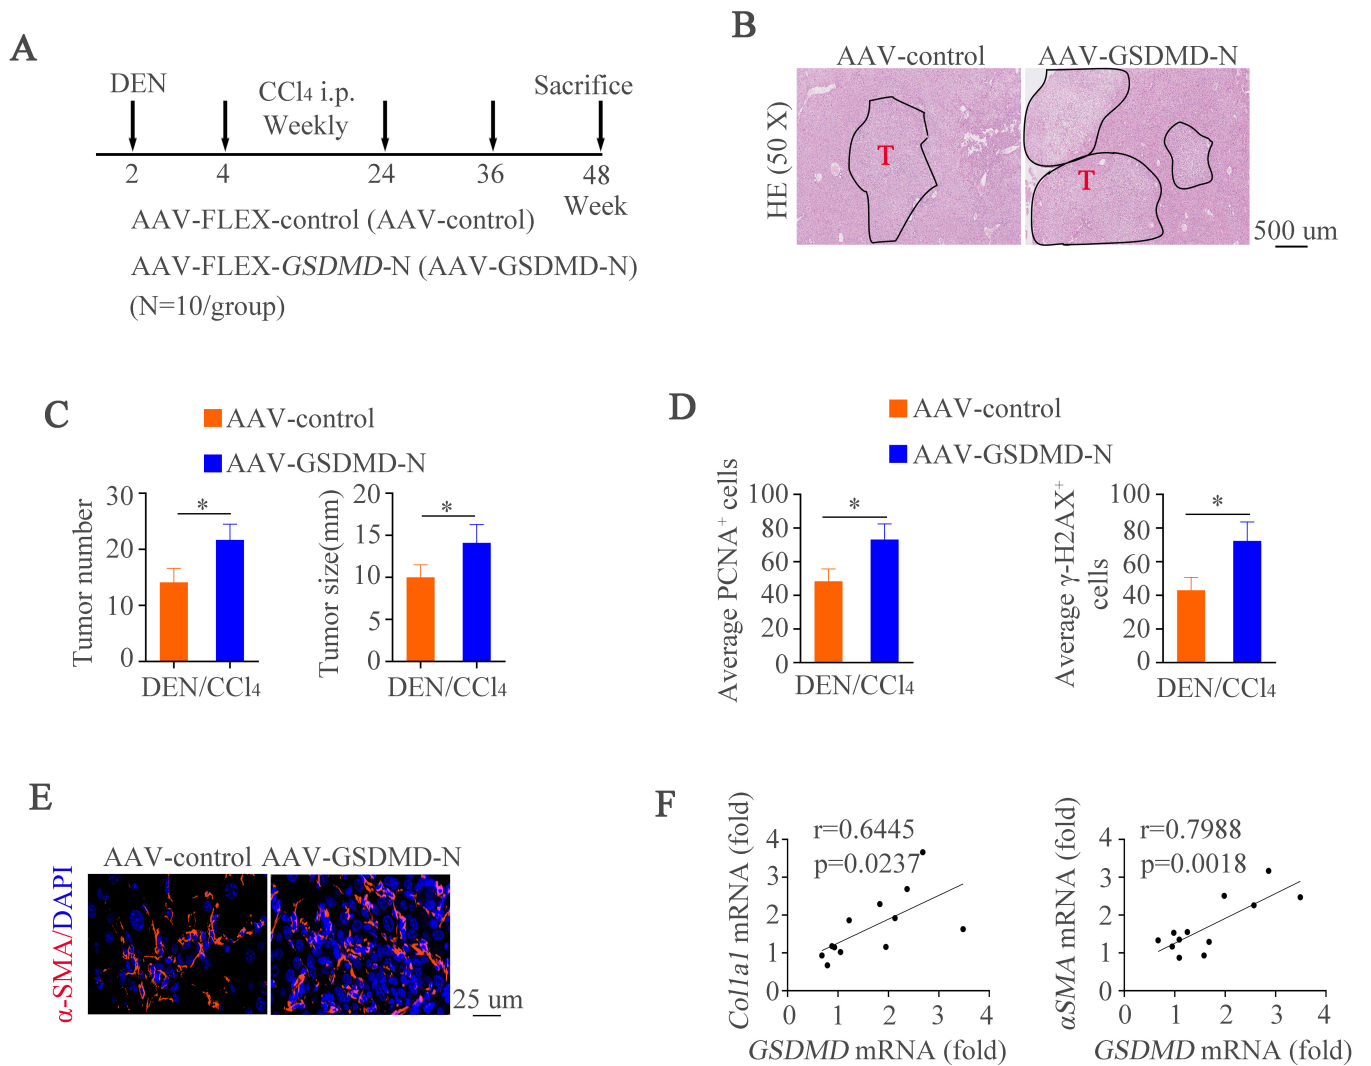 A
DEN
CCl4 i.p.
Weekly
Sacrifice
2 4 24 36 48
Week
AAV-FLEX-control (AAV-control)
AAV-FLEX-GSDMD-N (AAV-GSDMD-N)
(N=10/group)
B
AAV-control AAV-GSDMD-N
HE (50 X)
T
T
500 um
C
AAV-control
AAV-GSDMD-N
Tumor number
30
20
10
0
*
DEN/CCl4
Tumor size(mm)
20
15
10
5
0
*
DEN/CCl4
D
AAV-control
AAV-GSDMD-N
Average PCNA+ cells
100
80
60
40
20
0
*
DEN/CCl4
Average γ-H2AX+
cells
100
80
60
40
20
0
*
DEN/CCl4
E
AAV-control AAV-GSDMD-N
α-SMA/DAPI
25 um
F
Col1a1 mRNA (fold)
r=0.6445
p=0.0237
4
3
2
1
0
0 1 2 3 4
GSDMD mRNA (fold)
αSMA mRNA (fold)
r=0.7988
p=0.0018
4
3
2
1
0
0 1 2 3 4
GSDMD mRNA (fold)